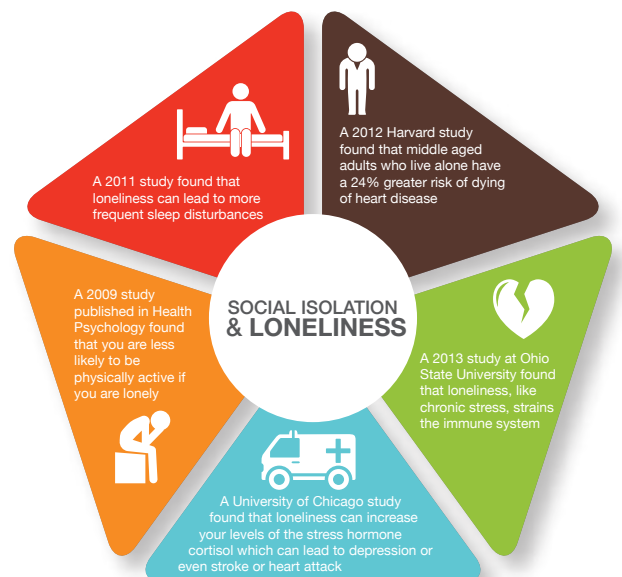 A 2011 study found that
loneliness can lead to more
frequent sleep disturbances
A 2012 Harvard study
found that middle aged
adults who live alone have
a 24% greater risk of dying
of heart disease
SOCIAL ISOLATION
& LONELINESS
A 2009 study
published in Health
Psychology found
that you are less
likely to be
physically active if
you are lonely
A 2013 study at Ohio
State University found
that loneliness, like
chronic stress, strains
the immune system
A University of Chicago study
found that loneliness can increase
your levels of the stress hormone
cortisol which can lead to depression or
even stroke or heart attack